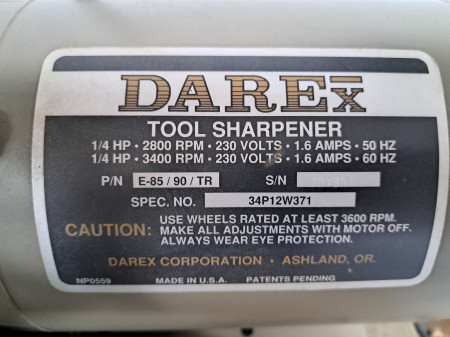 DAREX
TOOL SHARPENER
1/4 HP • 2800 RPM • 230 VOLTS • 1.6 AMPS • 50 HZ
1/4 HP • 3400 RPM • 230 VOLTS • 1.6 AMPS • 60 HZ
P/N E-85 / 90 / TR S/N
SPEC. NO. 34P12W371
CAUTION: USE WHEELS RATED AT LEAST 3600 RPM.
MAKE ALL ADJUSTMENTS WITH MOTOR OFF.
ALWAYS WEAR EYE PROTECTION.
DAREX CORPORATION • ASHLAND, OR.
NP0559 MADE IN U.S.A. PATENTS PENDING